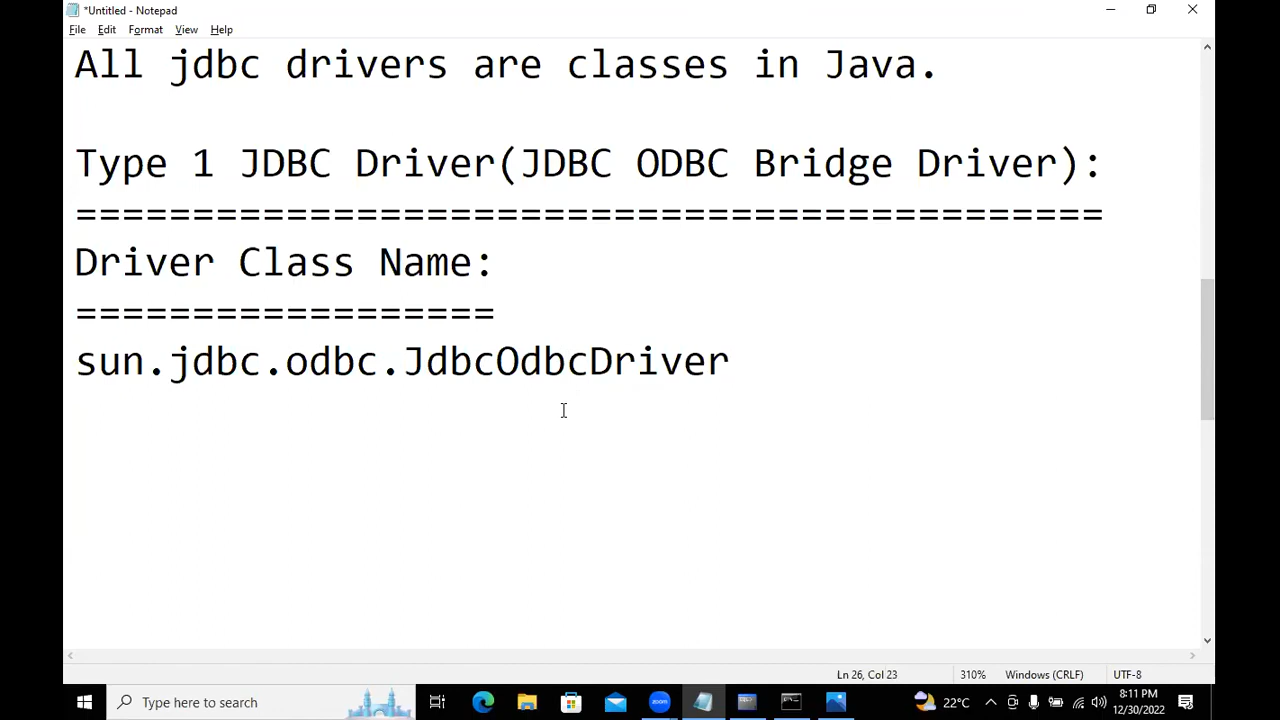 *Untitled - Notepad
File Edit Format View Help
All jdbc drivers are classes in Java.
Type 1 JDBC Driver(JDBC ODBC Bridge Driver):
============================================
Driver Class Name:
==================
sun.jdbc.odbc.JdbcOdbcDriver
Ln 26, Col 23 310% Windows (CRLF) UTF-8
Type here to search zoom 22°C 8:11 PM
12/30/2022